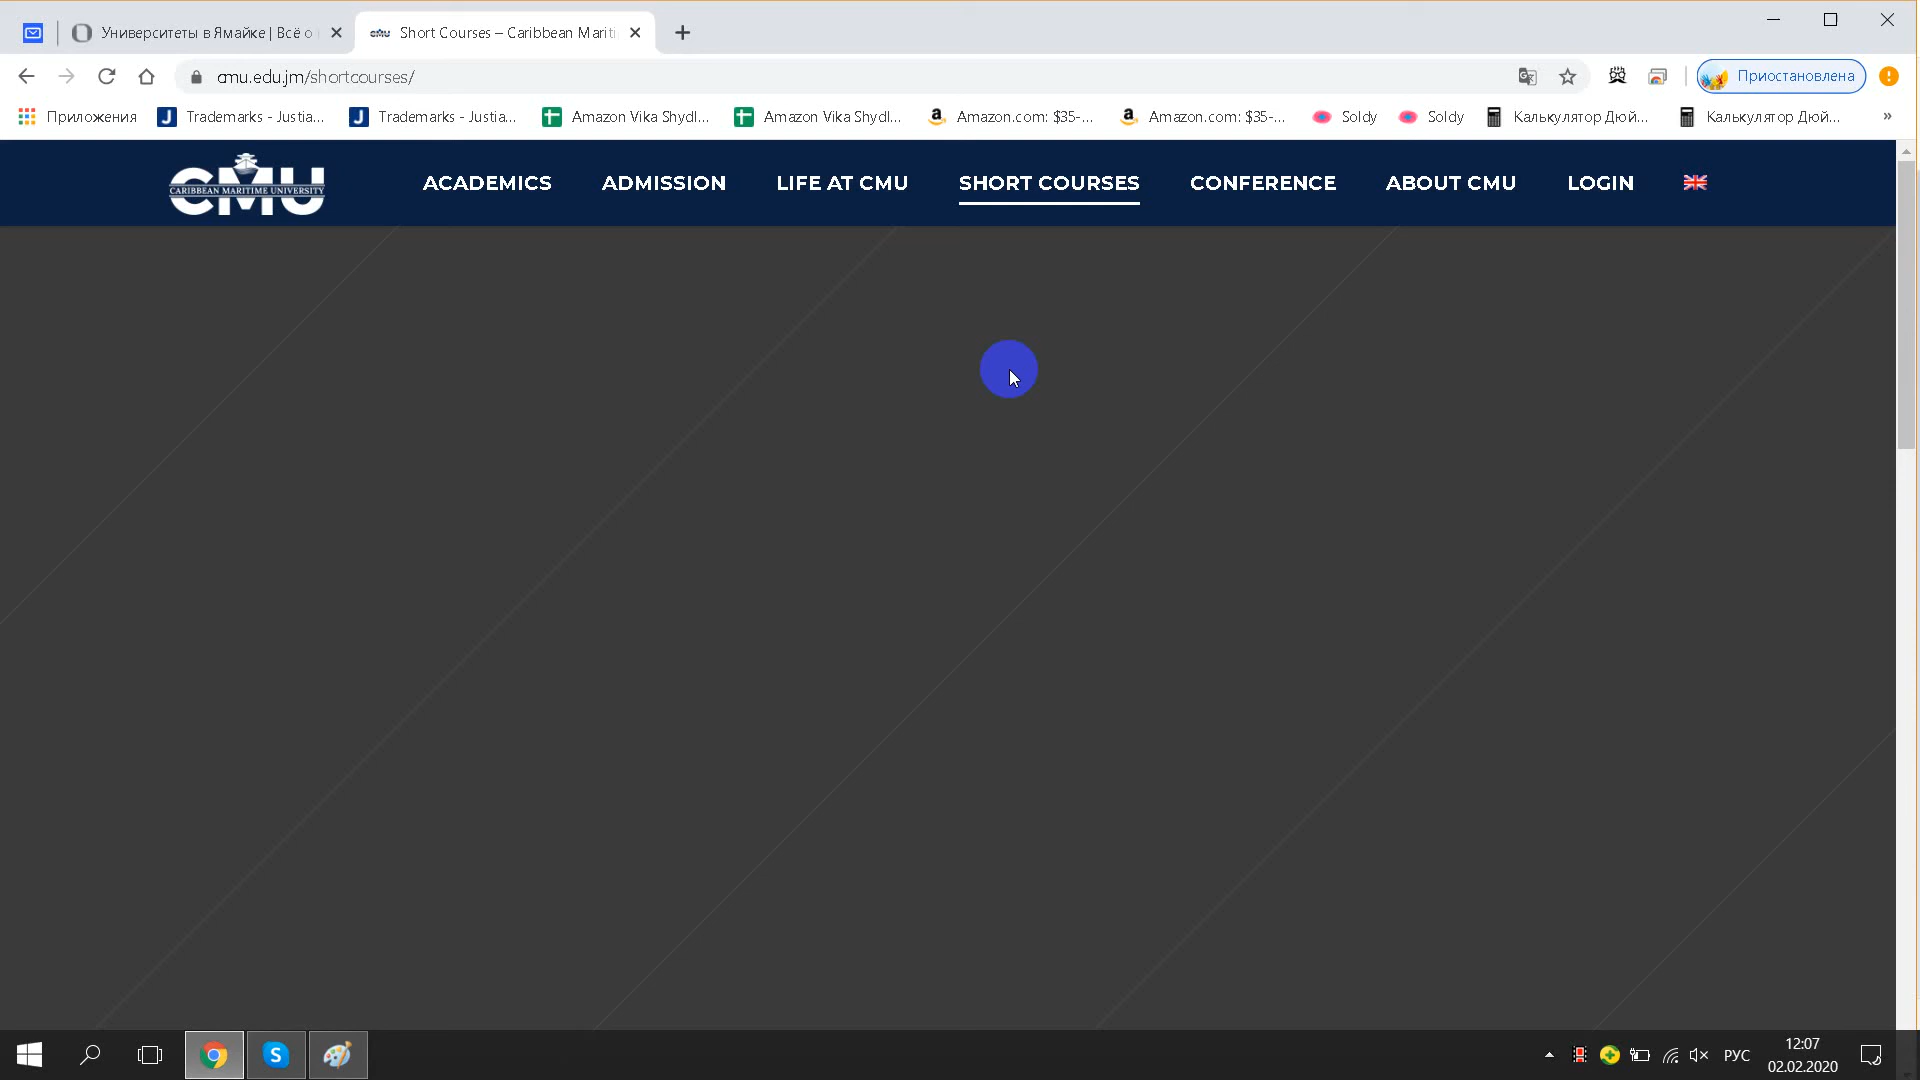 Университеты в Ямайке | Всё о
Short Courses – Caribbean Mariti
cmu.edu.jm/shortcourses/
Приостановлена
Приложения
Trademarks - Justia...
Trademarks - Justia...
Amazon Vika Shydl...
Amazon Vika Shydl...
Amazon.com: $35-...
Amazon.com: $35-...
Soldy
Soldy
Калькулятор Дюй...
Калькулятор Дюй...
»
CMU
CARIBBEAN MARITIME UNIVERSITY
ACADEMICS
ADMISSION
LIFE AT CMU
SHORT COURSES
CONFERENCE
ABOUT CMU
LOGIN
РУС
12:07
02.02.2020